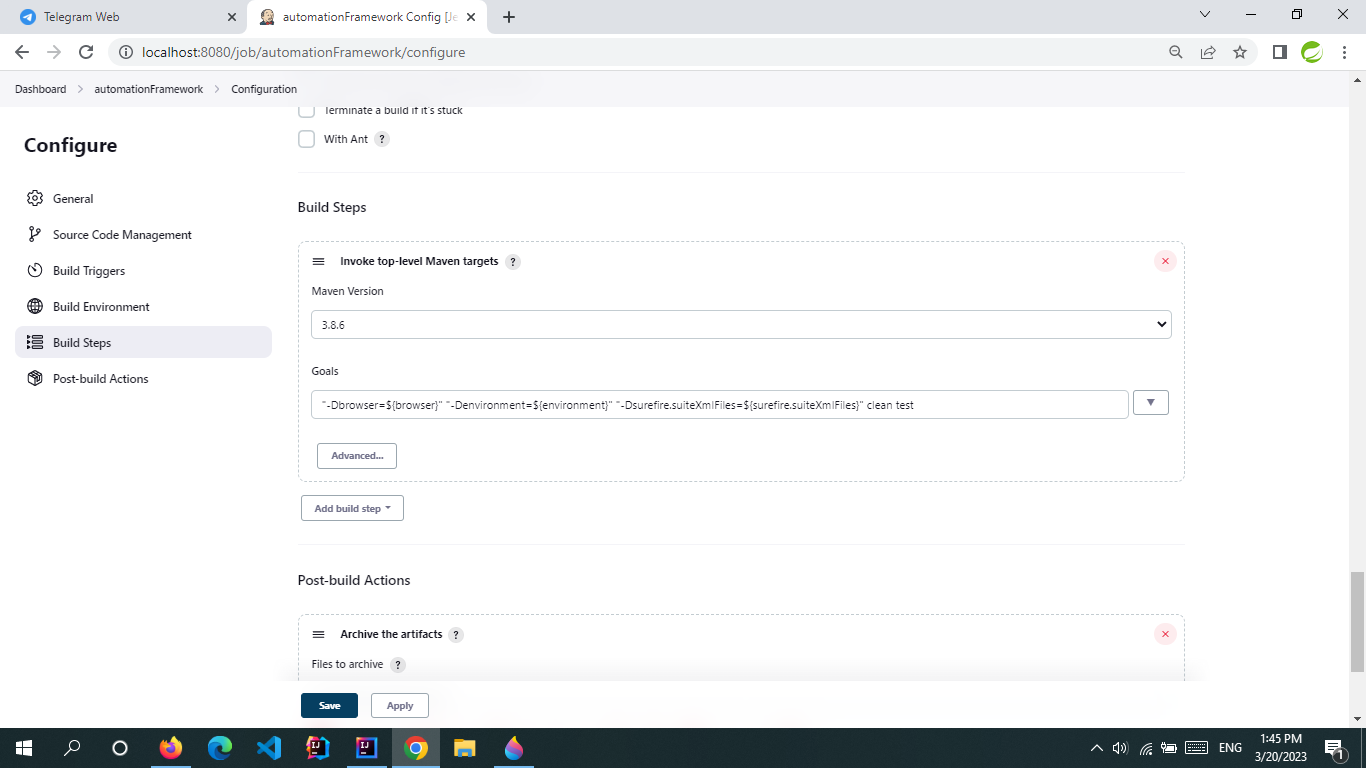 Telegram Web
automationFramework Config [Je
localhost:8080/job/automationFramework/configure
Dashboard
automationFramework
Configuration
Configure
General
Source Code Management
Build Triggers
Build Environment
Build Steps
Post-build Actions
Terminate a build if it's stuck
With Ant ?
Build Steps
Invoke top-level Maven targets ?
Maven Version
3.8.6
Goals
"-Dbrowser=${browser}" "-Denvironment=${environment}" "-Dsurefire.suiteXmlFiles=${surefire.suiteXmlFiles}" clean test
Advanced...
Add build step
Post-build Actions
Archive the artifacts ?
Files to archive ?
Save
Apply
ENG
1:45 PM
3/20/2023
1